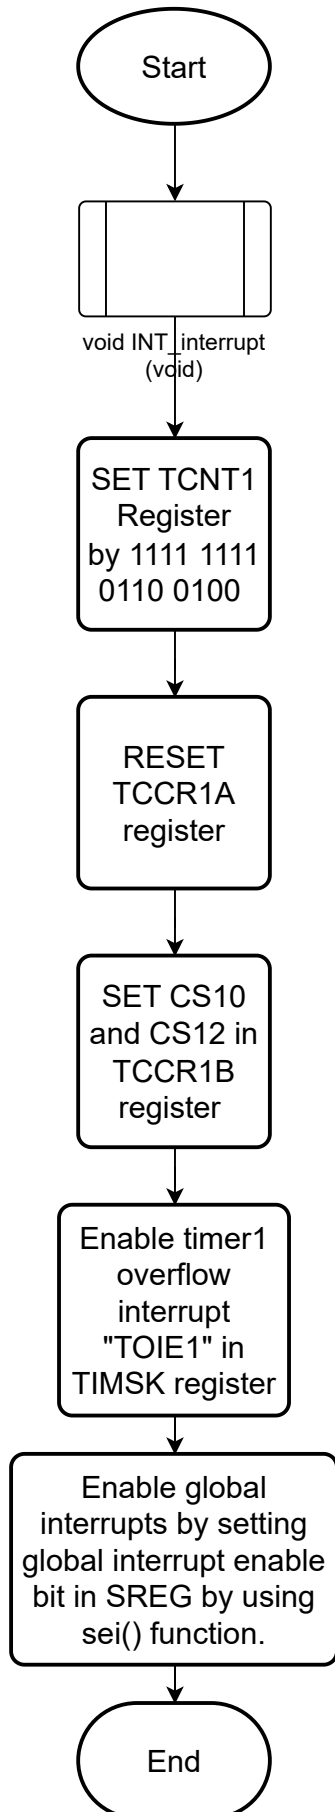 Start
void INT_interrupt
(void)
SET TCNT1
Register
by 1111 1111
0110 0100
RESET
TCCR1A
register
SET CS10
and CS12 in
TCCR1B
register
Enable timer1
overflow
interrupt
"TOIE1" in
TIMSK register
Enable global
interrupts by setting
global interrupt enable
bit in SREG by using
sei() function.
End